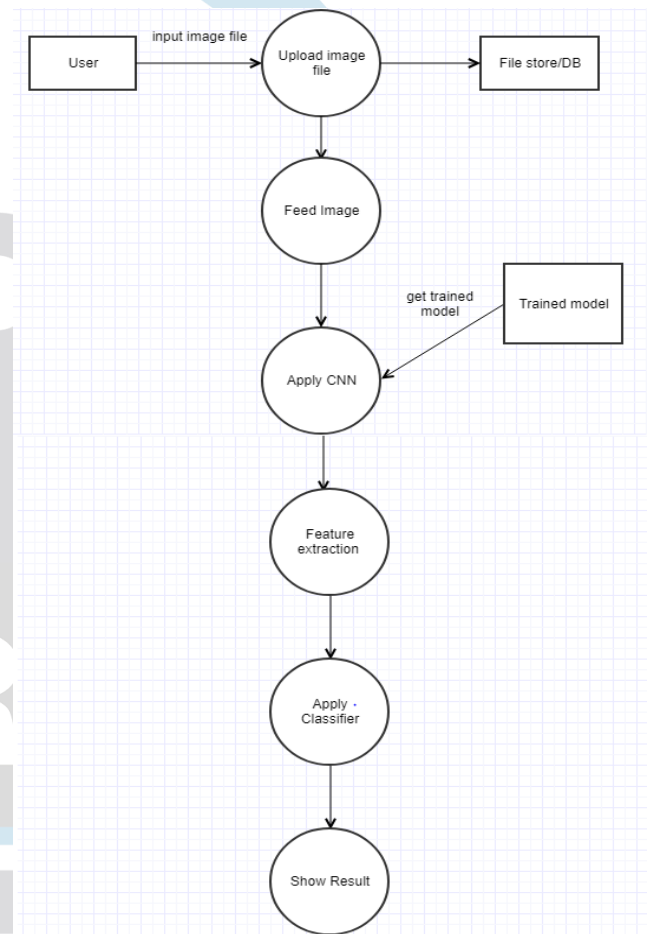 input image file
User
Upload image
file
File store/DB
Feed Image
get trained
model
Trained model
Apply CNN
Feature
extraction
Apply
Classifier
Show Result